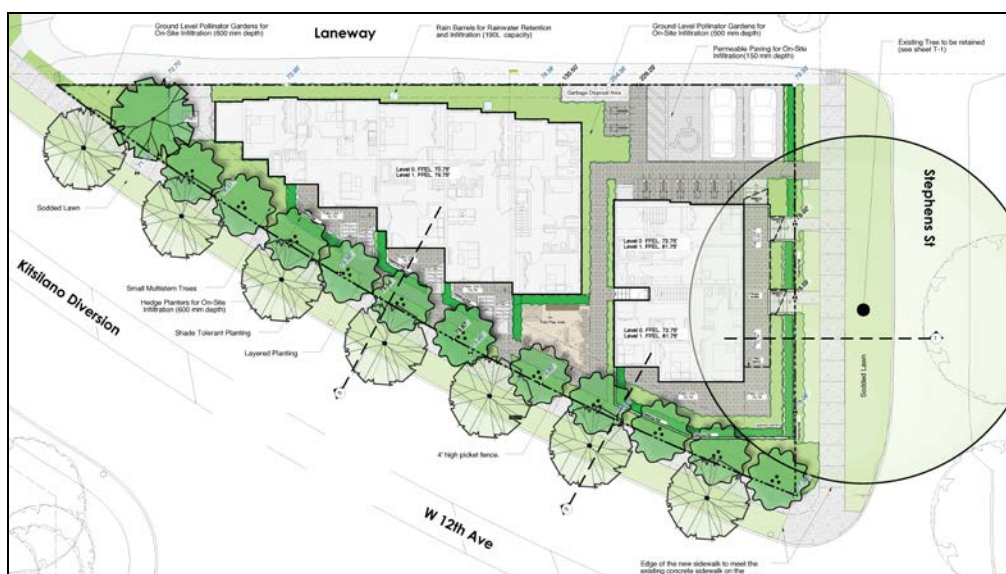 Ground Level Pollinator Gardens for
On-Site Infiltration (600 mm depth)
Laneway
Rain Barrels for Rainwater Retention
and Infiltration (190L capacity)
Ground Level Pollinator Gardens for
On-Site Infiltration (600 mm depth)
Permeable Paving for On-Site
Infiltration(150 mm depth)
Existing Tree to be retained
(see sheet T-1)
Garbage Disposal Area
Level 0. FFEL 72.75'
Level 1. FFEL
Stephens St
Sodded Lawn
Level 0 FFEL 72.75'
Level 1. FFEL 81.75'
Kitsilano Diversion
Small Multistem Trees
Hedge Planters for On-Site
Infiltration (600 mm depth)
Shade Tolerant Planting
Layered Planting
Level 0. FFEL 72.75'
Level 1. FFEL 81.75'
Sodded Lawn
4' high picket fence.
W 12th Ave
Edge of the new sidewalk to meet the
existing concrete sidewalk on the